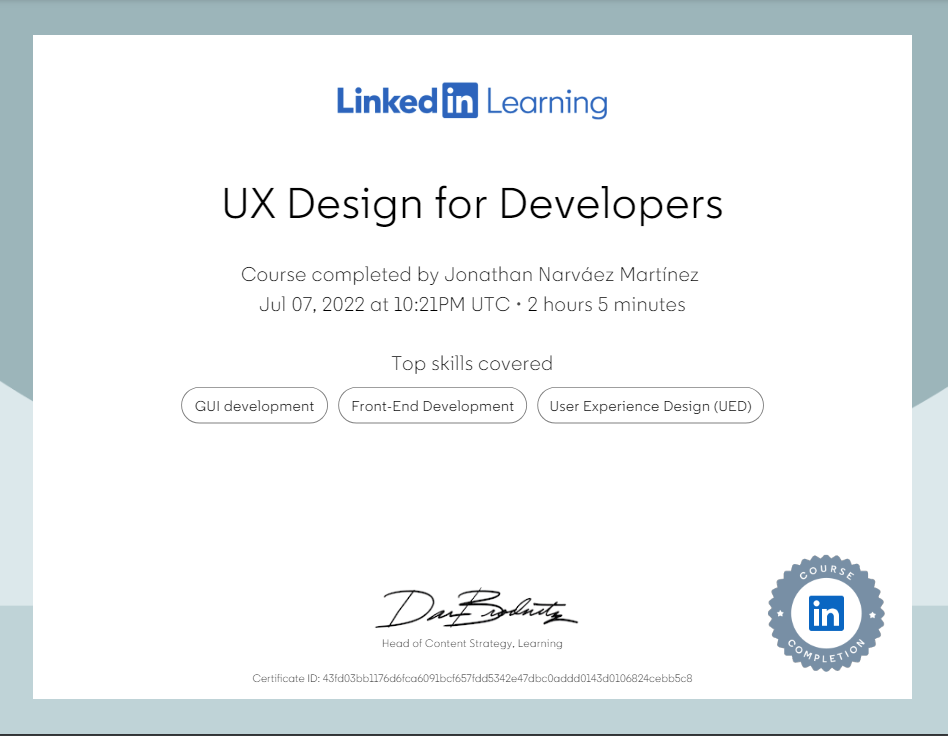 LinkedIn Learning
UX Design for Developers
Course completed by Jonathan Narváez Martínez
Jul 07, 2022 at 10:21PM UTC • 2 hours 5 minutes
Top skills covered
GUI development Front-End Development User Experience Design (UED)
Dan Brodnitz
Head of Content Strategy, Learning
Certificate ID: 43fd03bb1176d6fca6091bcf657fdd5342e47dbc0addd0143d0106824cebb5c8
COURSE
in
COMPLETION